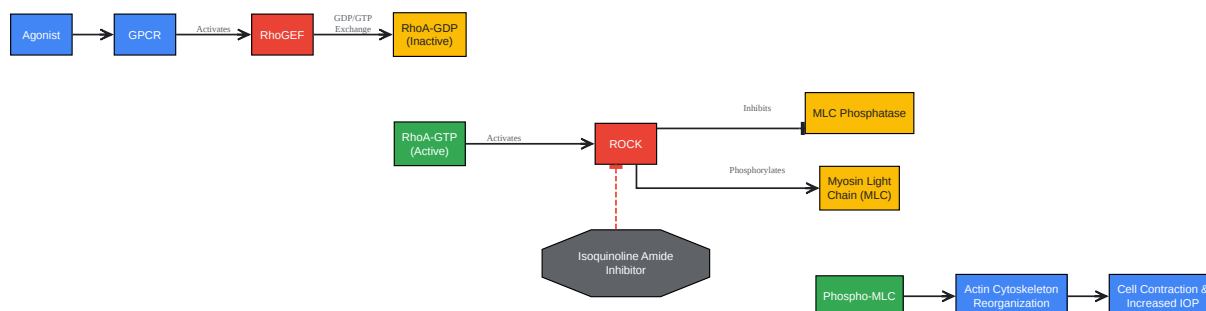 Agonist
GPCR
Activates
RhoGEF
GDP/GTP
Exchange
RhoA-GDP
(Inactive)
RhoA-GTP
(Active)
Activates
ROCK
Inhibits
MLC Phosphatase
Phosphorylates
Myosin Light
Chain (MLC)
Isoquinoline Amide
Inhibitor
Phospho-MLC
Actin Cytoskeleton
Reorganization
Cell Contraction &
Increased IOP